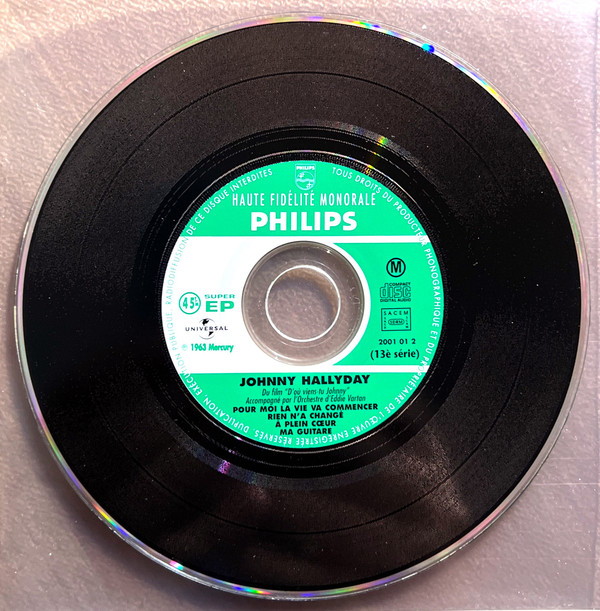 DUPLICATION, EXÉCUTION PUBLIQUE, RADIODIFFUSION DE CE DISQUE INTERDITES
TOUS DROITS DU PRODUCTEUR PHONOGRAPHIQUE ET DU PROPRIÉTAIRE DE L'ŒUVRE ENREGISTRÉE RÉSERVÉS
PHILIPS
HAUTE FIDÉLITÉ MONORALE
PHILIPS
M
COMPACT
disc
DIGITAL AUDIO
45
SUPER
EP
UNIVERSAL
℗ 1963 Mercury
SACEM
2001 01 2
(13è série)
JOHNNY HALLYDAY
Du film "D'où viens-tu Johnny"
Accompagné par l'Orchestre d'Eddie Vartan
POUR MOI LA VIE VA COMMENCER
RIEN N'A CHANGÉ
À PLEIN CŒUR
MA GUITARE